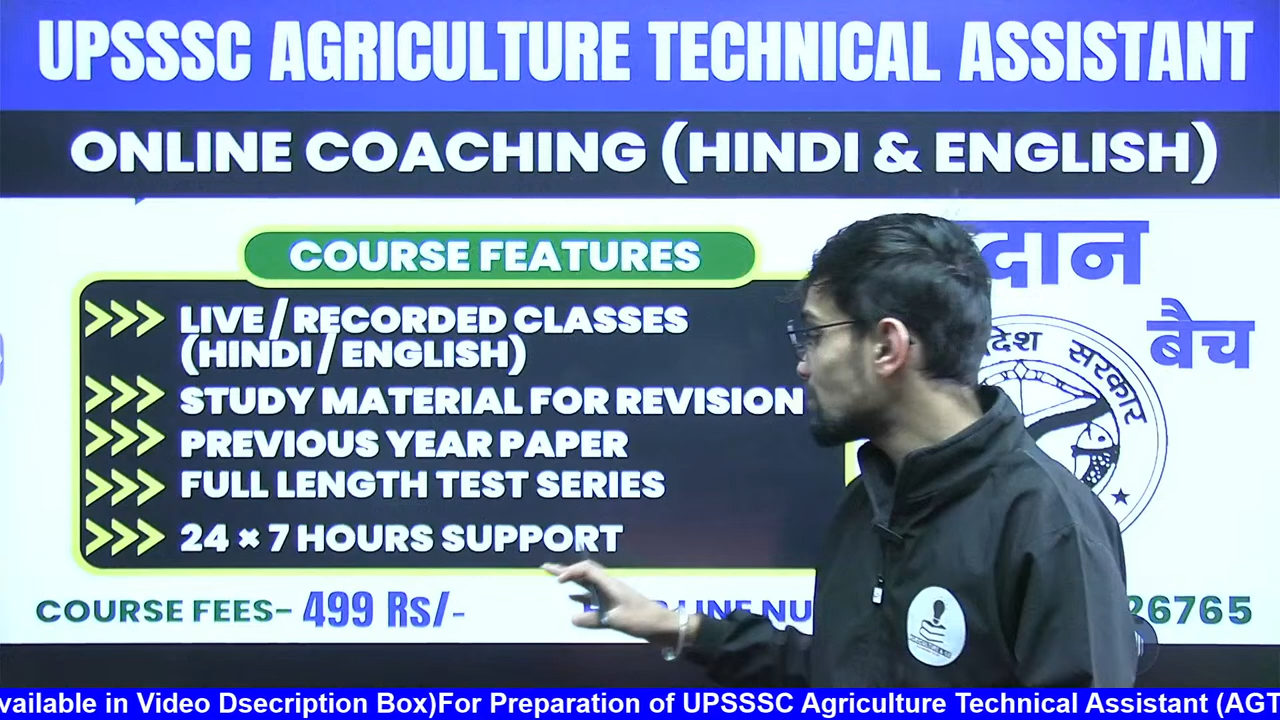 UPSSSC AGRICULTURE TECHNICAL ASSISTANT
ONLINE COACHING (HINDI & ENGLISH)
COURSE FEATURES
>>> LIVE / RECORDED CLASSES
(HINDI / ENGLISH)
>>> STUDY MATERIAL FOR REVISION
>>> PREVIOUS YEAR PAPER
>>> FULL LENGTH TEST SERIES
>>> 24 × 7 HOURS SUPPORT
बैच
सरकार
COURSE FEES- 499 Rs/-
26765
in Video Dsecription Box)For Preparation of UPSSSC Agriculture Technical Assistant